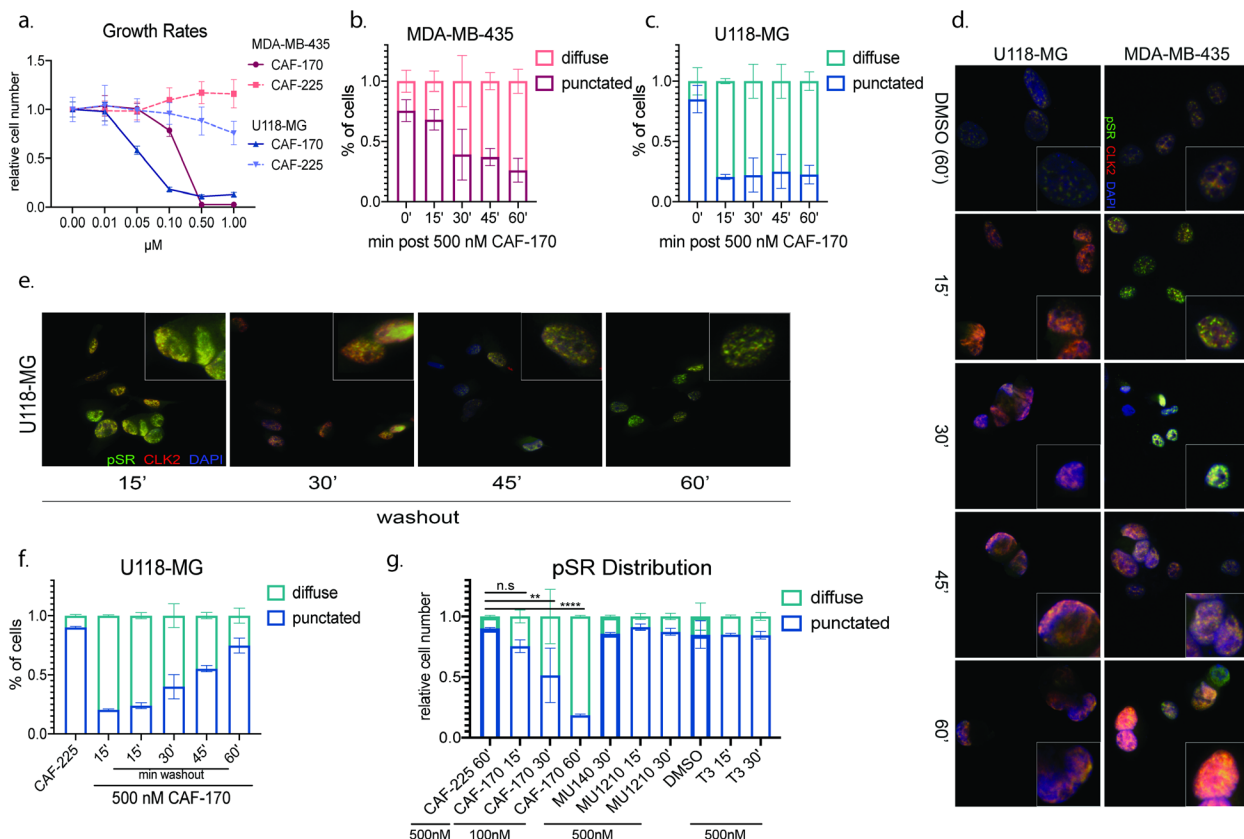 a.
Growth Rates
relative cell number
1.5
1.0
0.5
0.0
0.00 0.01 0.05 0.10 0.50 1.00
µM
MDA-MB-435
CAF-170
CAF-225
U118-MG
CAF-170
CAF-225
b.
MDA-MB-435
% of cells
1.0
0.5
0.0
0' 15' 30' 45' 60'
min post 500 nM CAF-170
diffuse
punctated
c.
U118-MG
% of cells
1.0
0.5
0.0
0' 15' 30' 45' 60'
min post 500 nM CAF-170
diffuse
punctated
d.
U118-MG MDA-MB-435
DMSO (60')
pSR CLK2 DAPI
15'
30'
45'
60'
e.
U118-MG
pSR CLK2 DAPI
15' 30' 45' 60'
washout
f.
U118-MG
% of cells
1.0
0.5
0.0
CAF-225 15' 15' 30' 45' 60'
min washout
500 nM CAF-170
diffuse
punctated
g.
pSR Distribution
relative cell number
n.s
**
****
1.0
0.5
0.0
CAF-225 60' CAF-170 15' CAF-170 30' CAF-170 60' MU140 30' MU1210 15' MU1210 30' DMSO T3 15' T3 30'
500nM 100nM 500nM 500nM
diffuse
punctated